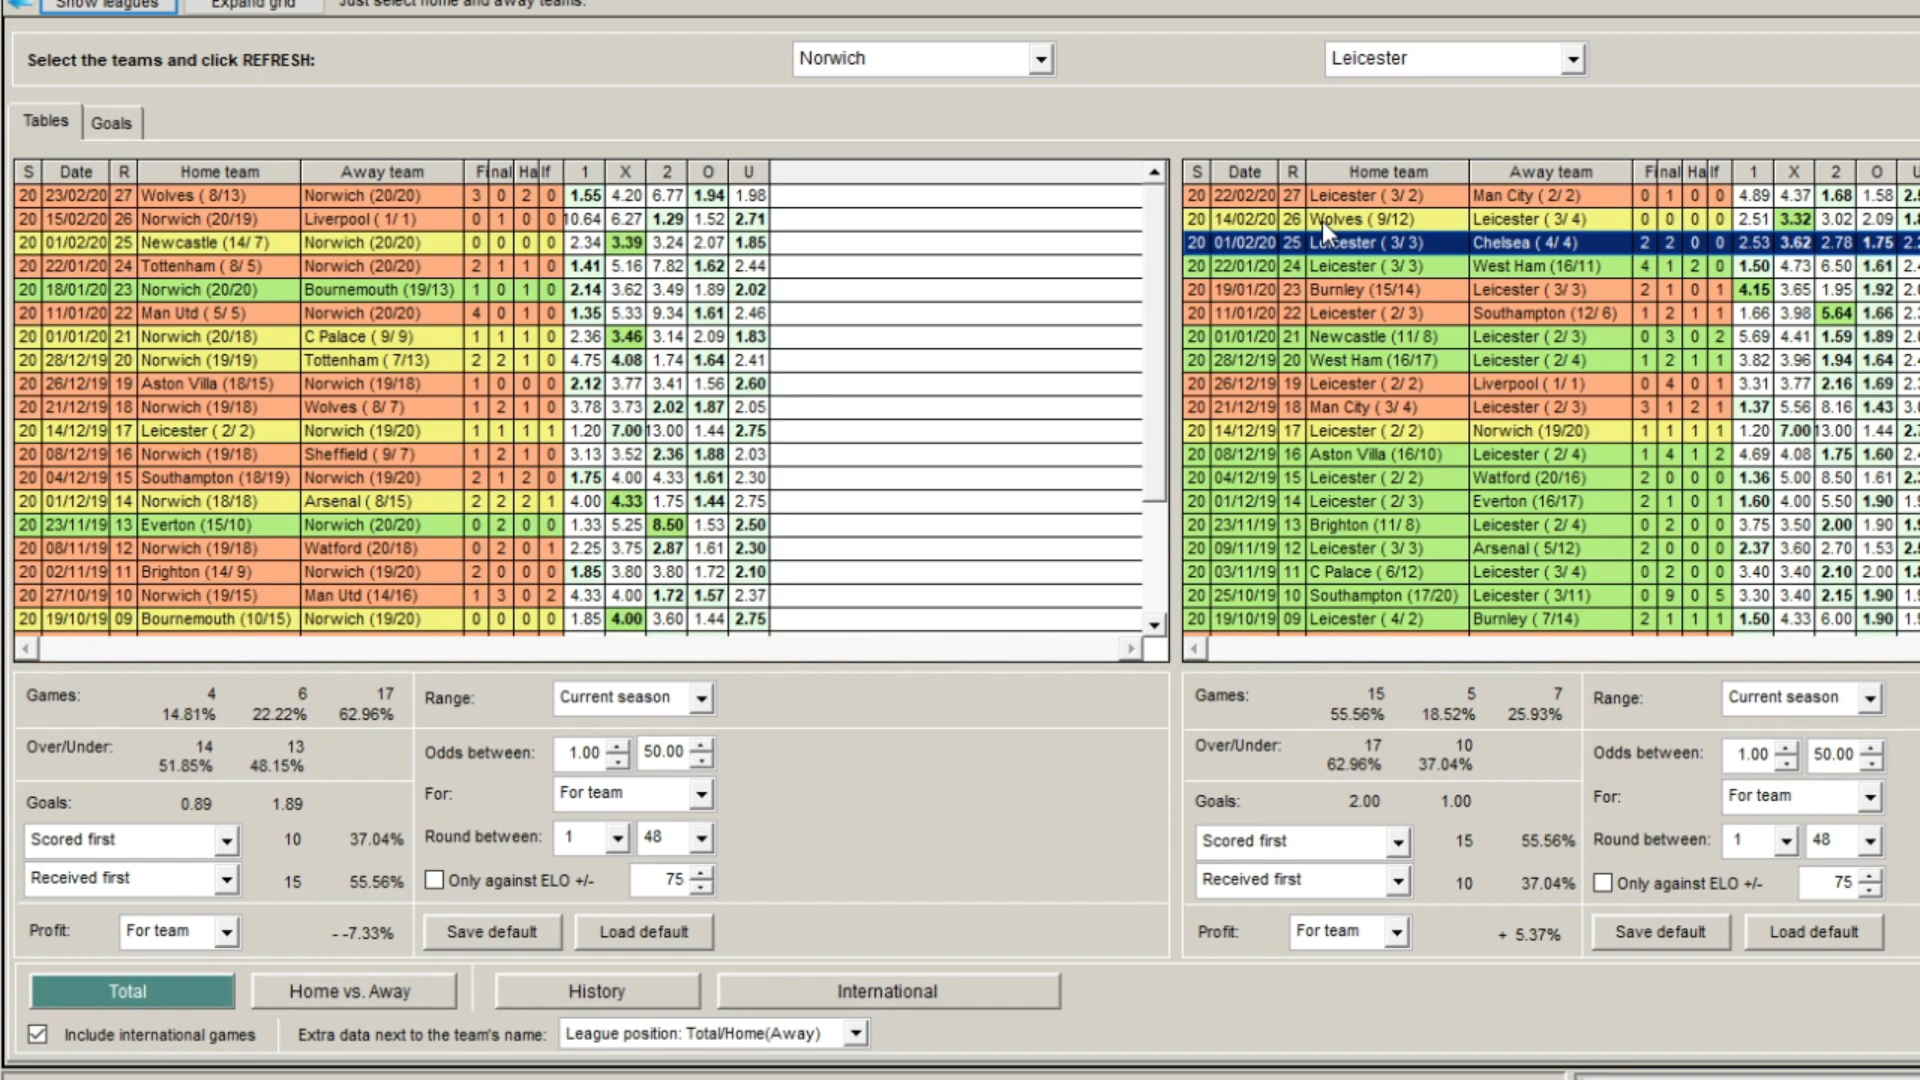 Show leagues Expand grid Just select home and away teams.
Select the teams and click REFRESH: Norwich Leicester
Tables Goals
S Date R Home team Away team Final Half 1 X 2 O U
20 23/02/20 27 Wolves ( 8/13) Norwich (20/20) 3 0 2 0 1.55 4.20 6.77 1.94 1.98
20 15/02/20 26 Norwich (20/19) Liverpool ( 1/ 1) 0 1 0 0 10.64 6.27 1.29 1.52 2.71
20 01/02/20 25 Newcastle (14/ 7) Norwich (20/20) 0 0 0 0 2.34 3.39 3.24 2.07 1.85
20 22/01/20 24 Tottenham ( 8/ 5) Norwich (20/20) 2 1 1 0 1.41 5.16 7.82 1.62 2.44
20 18/01/20 23 Norwich (20/20) Bournemouth (19/13) 1 0 1 0 2.14 3.62 3.49 1.89 2.02
20 11/01/20 22 Man Utd ( 5/ 5) Norwich (20/20) 4 0 1 0 1.35 5.33 9.34 1.61 2.46
20 01/01/20 21 Norwich (20/18) C Palace ( 9/ 9) 1 1 1 0 2.36 3.46 3.14 2.09 1.83
20 28/12/19 20 Norwich (19/19) Tottenham ( 7/13) 2 2 1 0 4.75 4.08 1.74 1.64 2.41
20 26/12/19 19 Aston Villa (18/15) Norwich (19/18) 1 0 0 0 2.12 3.77 3.41 1.56 2.60
20 21/12/19 18 Norwich (19/18) Wolves ( 8/ 7) 1 2 1 0 3.78 3.73 2.02 1.87 2.05
20 14/12/19 17 Leicester ( 2/ 2) Norwich (19/20) 1 1 1 1 1.20 7.00 13.00 1.44 2.75
20 08/12/19 16 Norwich (19/18) Sheffield ( 9/ 7) 1 2 1 0 3.13 3.52 2.36 1.88 2.03
20 04/12/19 15 Southampton (18/19) Norwich (19/20) 2 1 2 0 1.75 4.00 4.33 1.61 2.30
20 01/12/19 14 Norwich (18/18) Arsenal ( 8/15) 2 2 2 1 4.00 4.33 1.75 1.44 2.75
20 23/11/19 13 Everton (15/10) Norwich (20/20) 0 2 0 0 1.33 5.25 8.50 1.53 2.50
20 08/11/19 12 Norwich (19/18) Watford (20/18) 0 2 0 1 2.25 3.75 2.87 1.61 2.30
20 02/11/19 11 Brighton (14/ 9) Norwich (19/20) 2 0 0 0 1.85 3.80 3.80 1.72 2.10
20 27/10/19 10 Norwich (19/15) Man Utd (14/16) 1 3 0 2 4.33 4.00 1.72 1.57 2.37
20 19/10/19 09 Bournemouth (10/15) Norwich (19/20) 0 0 0 0 1.85 4.00 3.60 1.44 2.75
S Date R Home team Away team Final Half 1 X 2 O U
20 22/02/20 27 Leicester ( 3/ 2) Man City ( 2/ 2) 0 1 0 0 4.89 4.37 1.68 1.58
20 14/02/20 26 Wolves ( 9/12) Leicester ( 3/ 4) 0 0 0 0 2.51 3.32 3.02 2.09
20 01/02/20 25 Leicester ( 3/ 3) Chelsea ( 4/ 4) 2 2 0 0 2.53 3.62 2.78 1.75
20 22/01/20 24 Leicester ( 3/ 3) West Ham (16/11) 4 1 2 0 1.50 4.73 6.50 1.61
20 19/01/20 23 Burnley (15/14) Leicester ( 3/ 3) 2 1 0 1 4.15 3.65 1.95 1.92
20 11/01/20 22 Leicester ( 2/ 3) Southampton (12/ 6) 1 2 1 1 1.66 3.98 5.64 1.66
20 01/01/20 21 Newcastle (11/ 8) Leicester ( 2/ 3) 0 3 0 2 5.69 4.41 1.59 1.89
20 28/12/19 20 West Ham (16/17) Leicester ( 2/ 4) 1 2 1 1 3.82 3.96 1.94 1.64
20 26/12/19 19 Leicester ( 2/ 2) Liverpool ( 1/ 1) 0 4 0 1 3.31 3.77 2.16 1.69
20 21/12/19 18 Man City ( 3/ 4) Leicester ( 2/ 3) 3 1 2 1 1.37 5.56 8.16 1.43
20 14/12/19 17 Leicester ( 2/ 2) Norwich (19/20) 1 1 1 1 1.20 7.00 13.00 1.44
20 08/12/19 16 Aston Villa (16/10) Leicester ( 2/ 4) 1 4 1 2 4.69 4.08 1.75 1.60
20 04/12/19 15 Leicester ( 2/ 2) Watford (20/16) 2 0 0 0 1.36 5.00 8.50 1.61
20 01/12/19 14 Leicester ( 2/ 3) Everton (16/17) 2 1 0 1 1.60 4.00 5.50 1.90
20 23/11/19 13 Brighton (11/ 8) Leicester ( 2/ 4) 0 2 0 0 3.75 3.50 2.00 1.90
20 09/11/19 12 Leicester ( 3/ 3) Arsenal ( 5/12) 2 0 0 0 2.37 3.60 2.70 1.53
20 03/11/19 11 C Palace ( 6/12) Leicester ( 3/ 4) 0 2 0 0 3.40 3.40 2.10 2.00
20 25/10/19 10 Southampton (17/20) Leicester ( 3/11) 0 9 0 5 3.30 3.40 2.15 1.90
20 19/10/19 09 Leicester ( 4/ 2) Burnley ( 7/14) 2 1 1 1 1.50 4.33 6.00 1.90
Games: 4 6 17
14.81% 22.22% 62.96%
Over/Under: 14 13
51.85% 48.15%
Goals: 0.89 1.89
Scored first 10 37.04%
Received first 15 55.56%
Profit: For team - -7.33%
Range: Current season
Odds between: 1.00 50.00
For: For team
Round between: 1 48
Only against ELO +/- 75
Save default Load default
Games: 15 5 7
55.56% 18.52% 25.93%
Over/Under: 17 10
62.96% 37.04%
Goals: 2.00 1.00
Scored first 15 55.56%
Received first 10 37.04%
Profit: For team + 5.37%
Range: Current season
Odds between: 1.00 50.00
For: For team
Round between: 1 48
Only against ELO +/- 75
Save default Load default
Total Home vs. Away History International
Include international games Extra data next to the team's name: League position: Total/Home(Away)